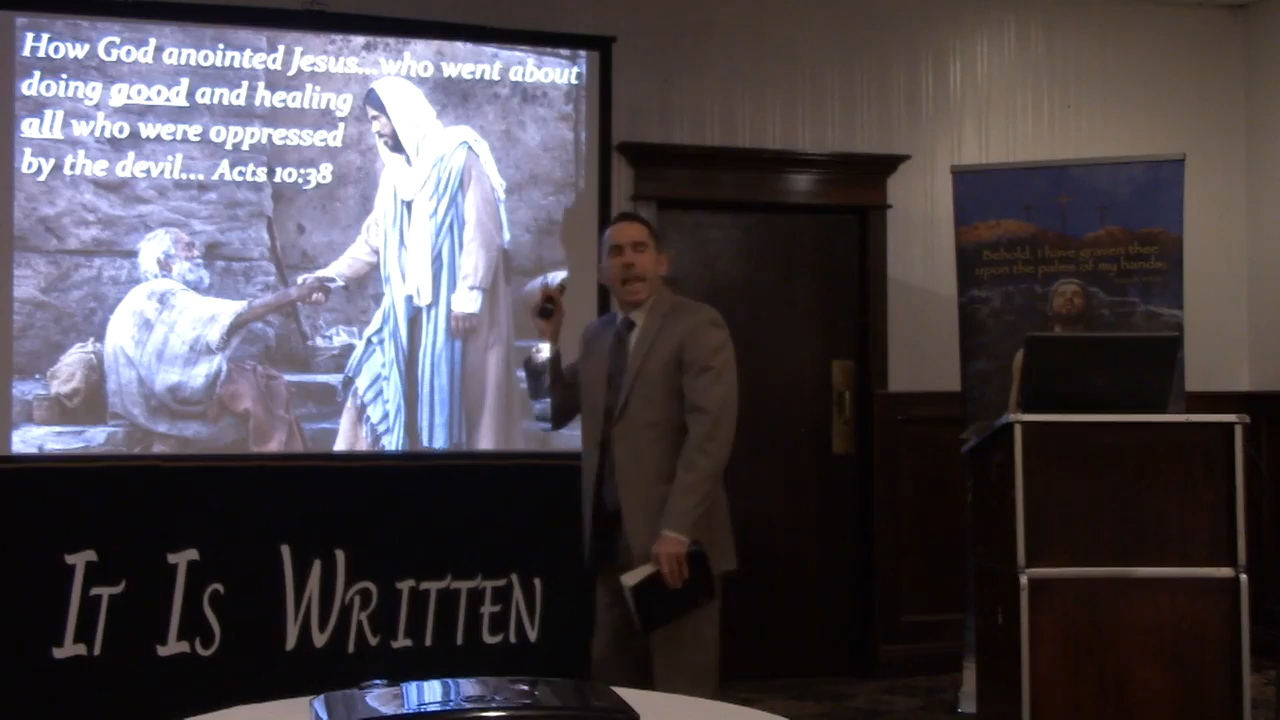 How God anointed Jesus...who went about
doing good and healing
all who were oppressed
by the devil... Acts 10:38
Behold, I have graven thee
upon the palms of my hands;
IT IS WRITTEN